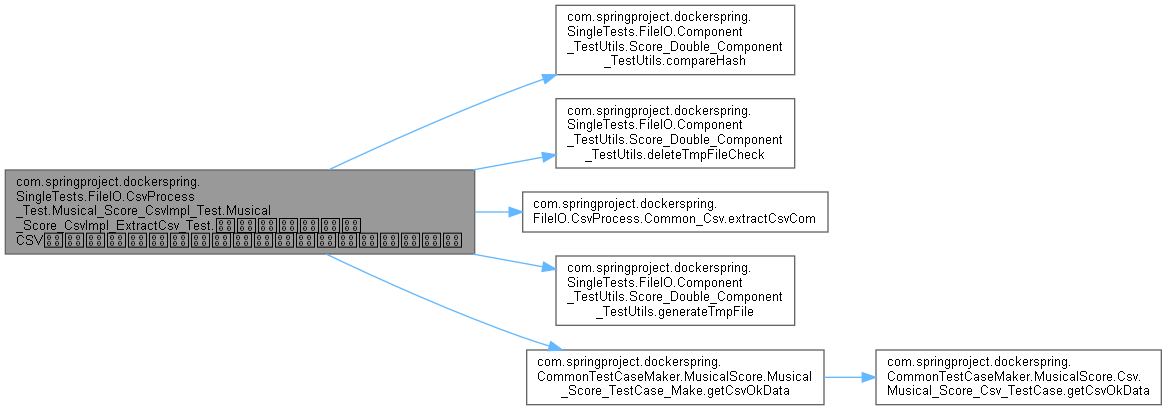 com.springproject.dockerspring.
SingleTests.FileIO.Component
_TestUtils.Score_Double_Component
_TestUtils.compareHash
com.springproject.dockerspring.
SingleTests.FileIO.Component
_TestUtils.Score_Double_Component
_TestUtils.deleteTmpFileCheck
com.springproject.dockerspring.
SingleTests.FileIO.CsvProcess
_Test.Musical_Score_CsvImpl_Test.Musical
_Score_CsvImpl_ExtractCsv_Test.
CSV
com.springproject.dockerspring.
FileIO.CsvProcess.Common_Csv.extractCsvCom
com.springproject.dockerspring.
SingleTests.FileIO.Component
_TestUtils.Score_Double_Component
_TestUtils.generateTmpFile
com.springproject.dockerspring.
CommonTestCaseMaker.MusicalScore.Musical
_Score_TestCase_Make.getCsvOkData
com.springproject.dockerspring.
CommonTestCaseMaker.MusicalScore.Csv.
Musical_Score_Csv_TestCase.getCsvOkData